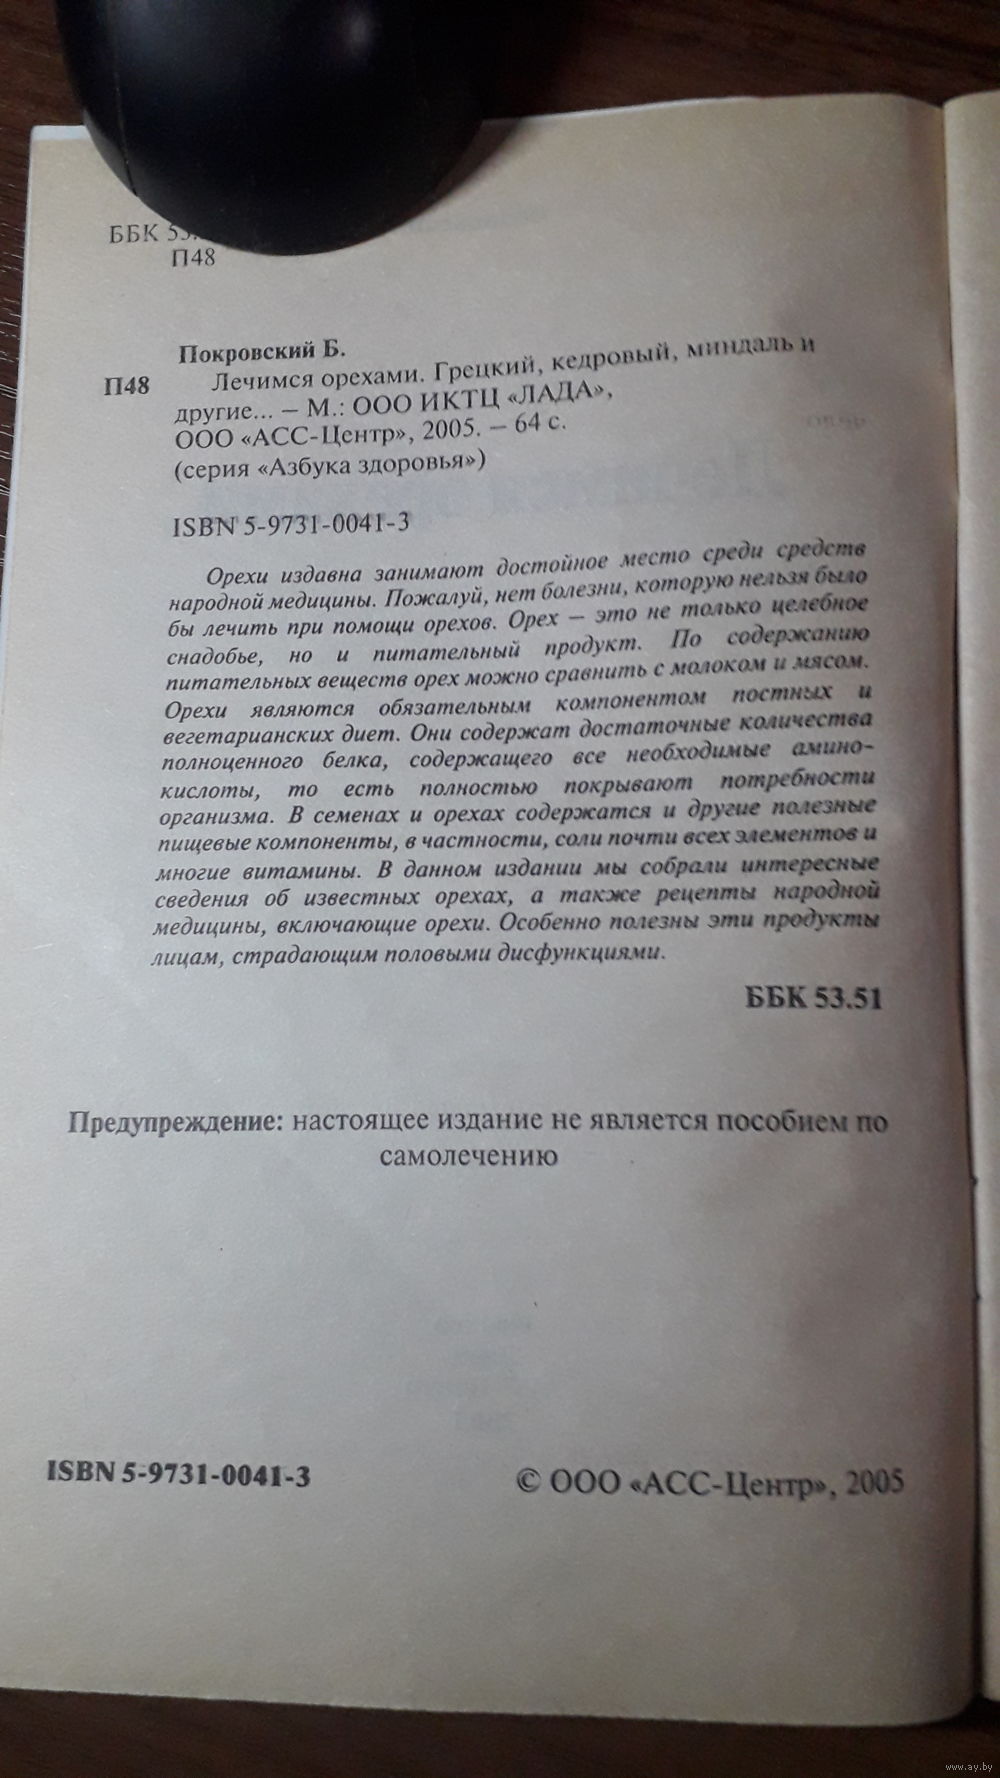 ББК 53.
П48
Покровский Б.
П48 Лечимся орехами. Грецкий, кедровый, миндаль и
другие... – М.: ООО ИКТЦ «ЛАДА»,
ООО «АСС-Центр», 2005. – 64 с.
(серия «Азбука здоровья»)
ISBN 5-9731-0041-3
Орехи издавна занимают достойное место среди средств
народной медицины. Пожалуй, нет болезни, которую нельзя было
бы лечить при помощи орехов. Орех – это не только целебное
снадобье, но и питательный продукт. По содержанию
питательных веществ орех можно сравнить с молоком и мясом.
Орехи являются обязательным компонентом постных и
вегетарианских диет. Они содержат достаточные количества
полноценного белка, содержащего все необходимые амино-
кислоты, то есть полностью покрывают потребности
организма. В семенах и орехах содержатся и другие полезные
пищевые компоненты, в частности, соли почти всех элементов и
многие витамины. В данном издании мы собрали интересные
сведения об известных орехах, а также рецепты народной
медицины, включающие орехи. Особенно полезны эти продукты
лицам, страдающим половыми дисфункциями.
ББК 53.51
Предупреждение: настоящее издание не является пособием по
самолечению
ISBN 5-9731-0041-3 © ООО «АСС-Центр», 2005
www.ay.by